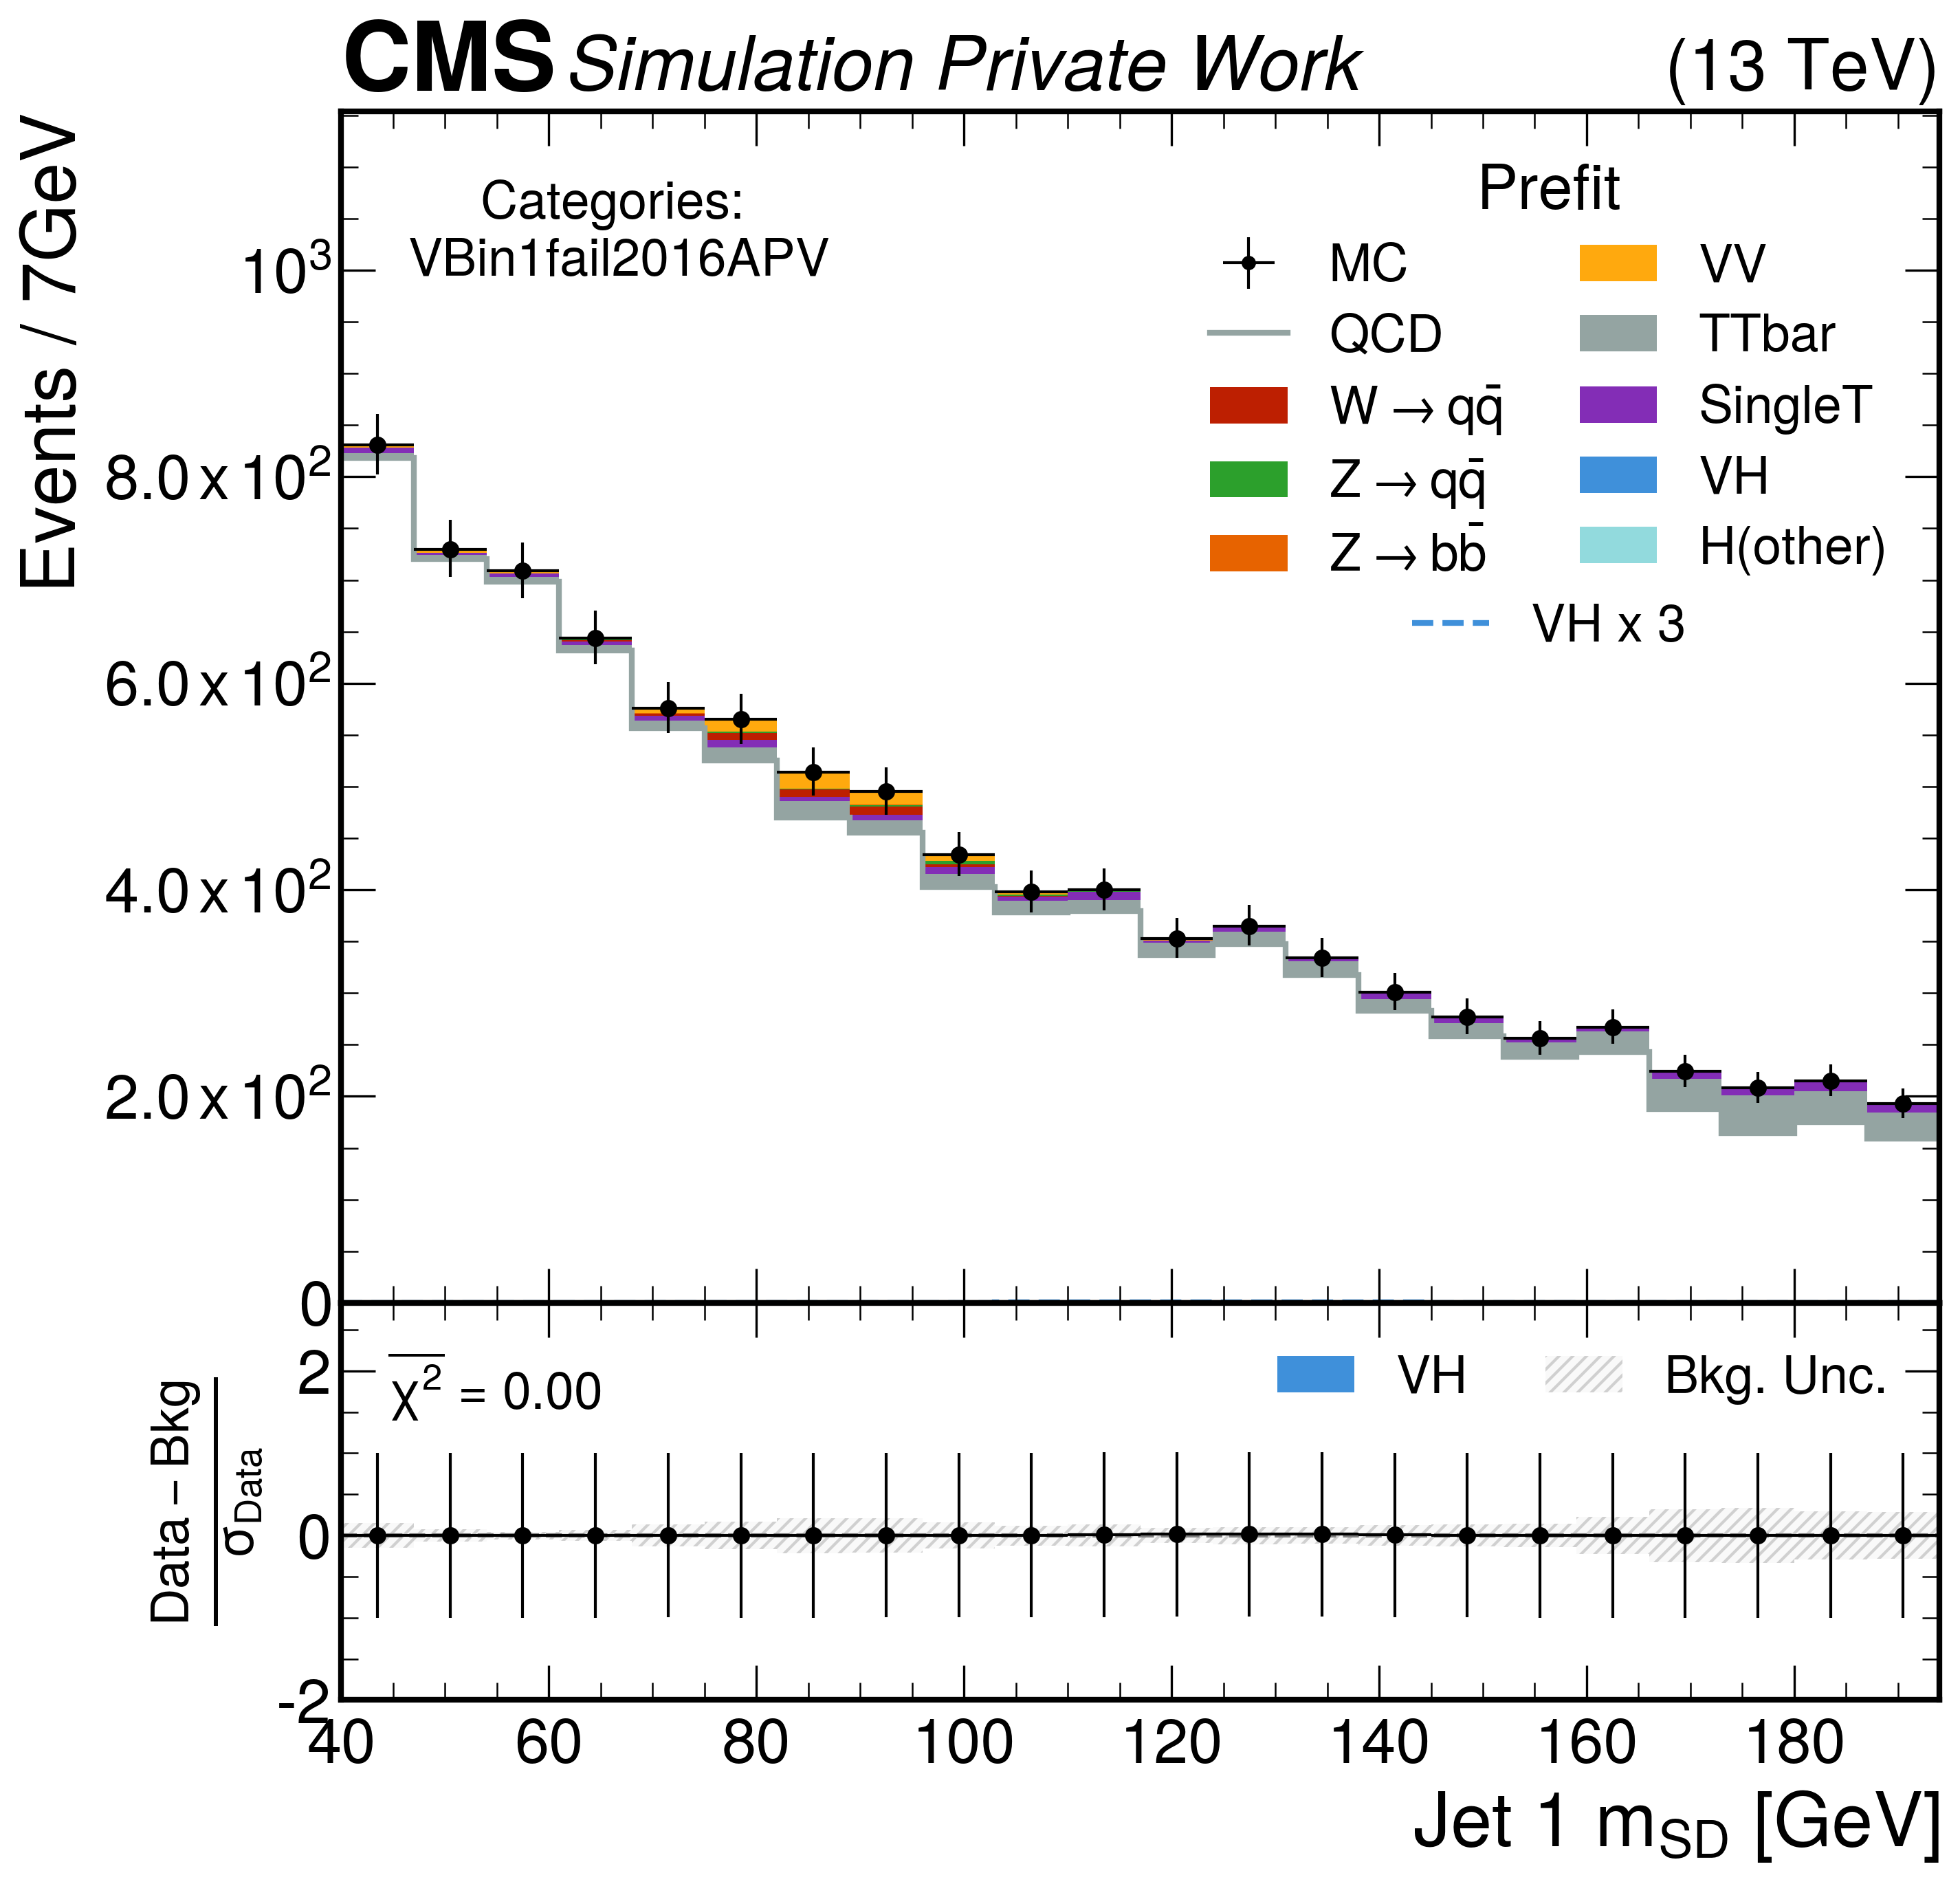 CMS Simulation Private Work (13 TeV)
Events / 7GeV
Categories:
VBin1fail2016APV
Prefit
MC
QCD
W → qq̄
Z → qq̄
Z → bb̄
VV
TTbar
SingleT
VH
H(other)
VH x 3
10³
8.0 x 10²
6.0 x 10²
4.0 x 10²
2.0 x 10²
0
Data − Bkg
σ_Data
2
0
-2
χ² = 0.00
VH
Bkg. Unc.
40 60 80 100 120 140 160 180
Jet 1 m_SD [GeV]